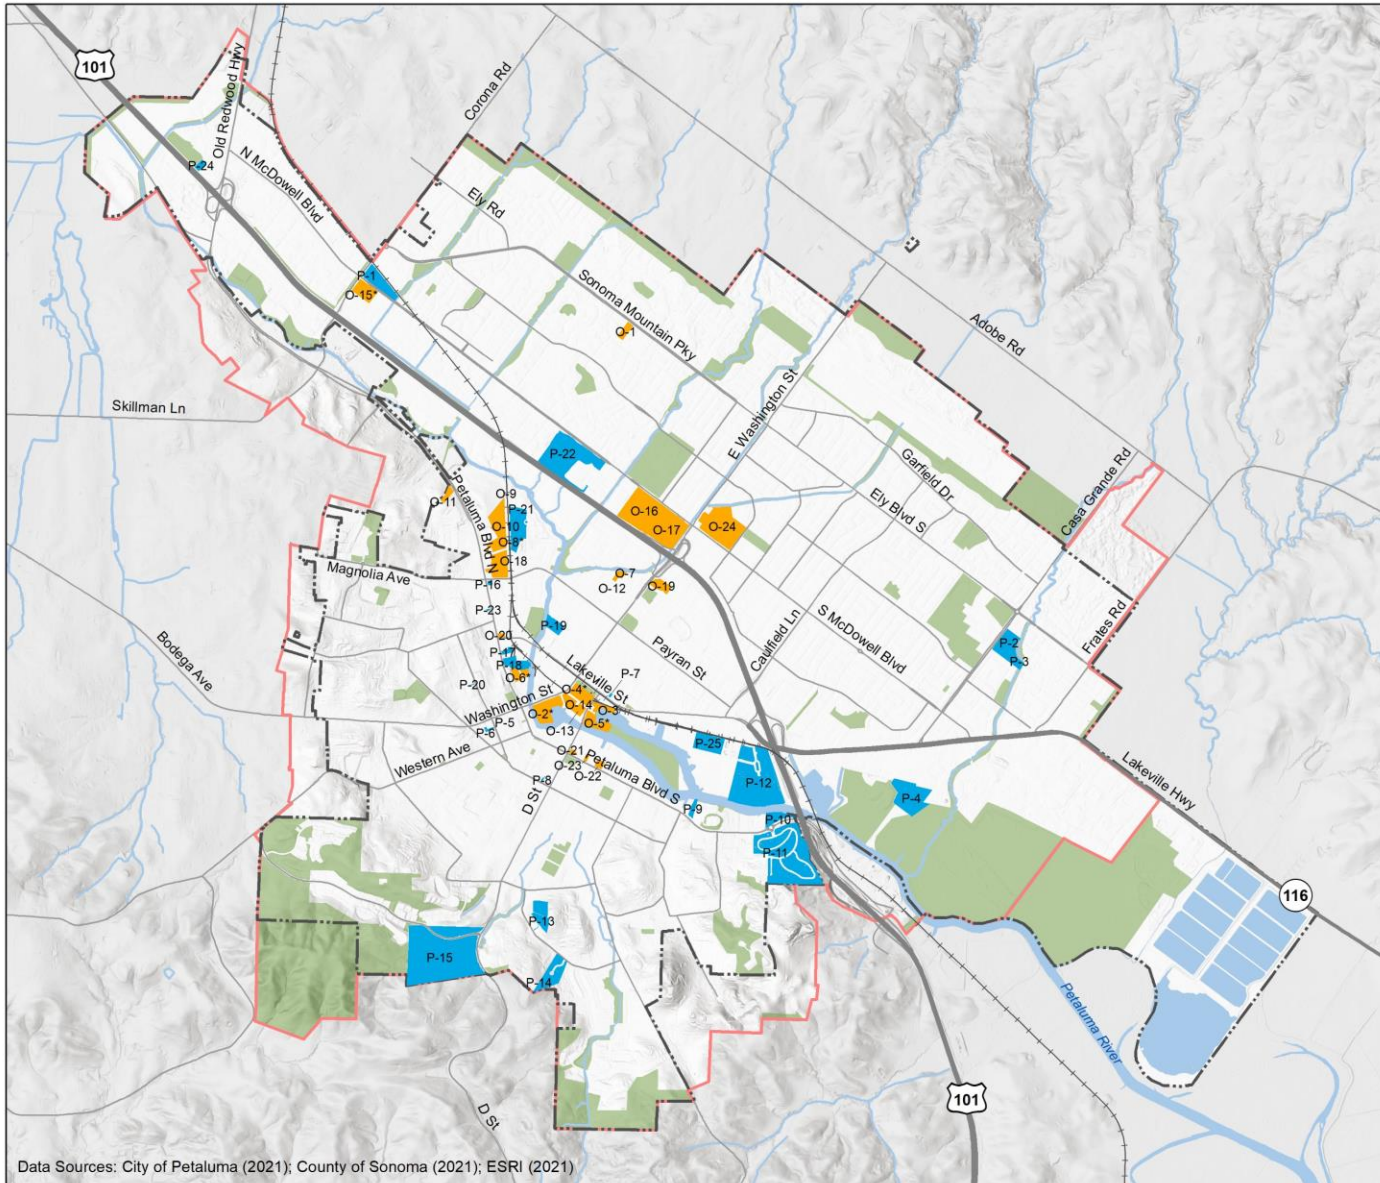 101
Old Redwood Hwy
Corona Rd
P-24
N McDowell Blvd
Ely Rd
P-1
O-15*
Sonoma Mountain Pky
O-1
Adobe Rd
Skillman Ln
E Washington St
P-22
Garfield Dr
Ely Blvd S
Casa Grande Rd
O-11
Petaluma Blvd N
O-9
P-21
O-10
O-8*
O-18
O-16
O-17
O-24
Magnolia Ave
P-16
O-7
O-12
O-19
P-23
P-19
O-20
P-17
P-18
O-6*
P-20
Bodega Ave
Payran St
Caulfield Ln
S McDowell Blvd
P-2
P-3
Frates Rd
Lakeville St
P-7
Washington St
O-4*
O-14
O-3
O-2*
O-5*
P-5
P-6
O-13
Western Ave
O-21
O-23
O-22
Petaluma Blvd S
P-8
D St
P-25
P-12
P-4
Lakeville Hwy
P-9
P-10
P-11
116
P-13
P-15
P-14
Petaluma River
D St
101
Data Sources: City of Petaluma (2021); County of Sonoma (2021); ESRI (2021)